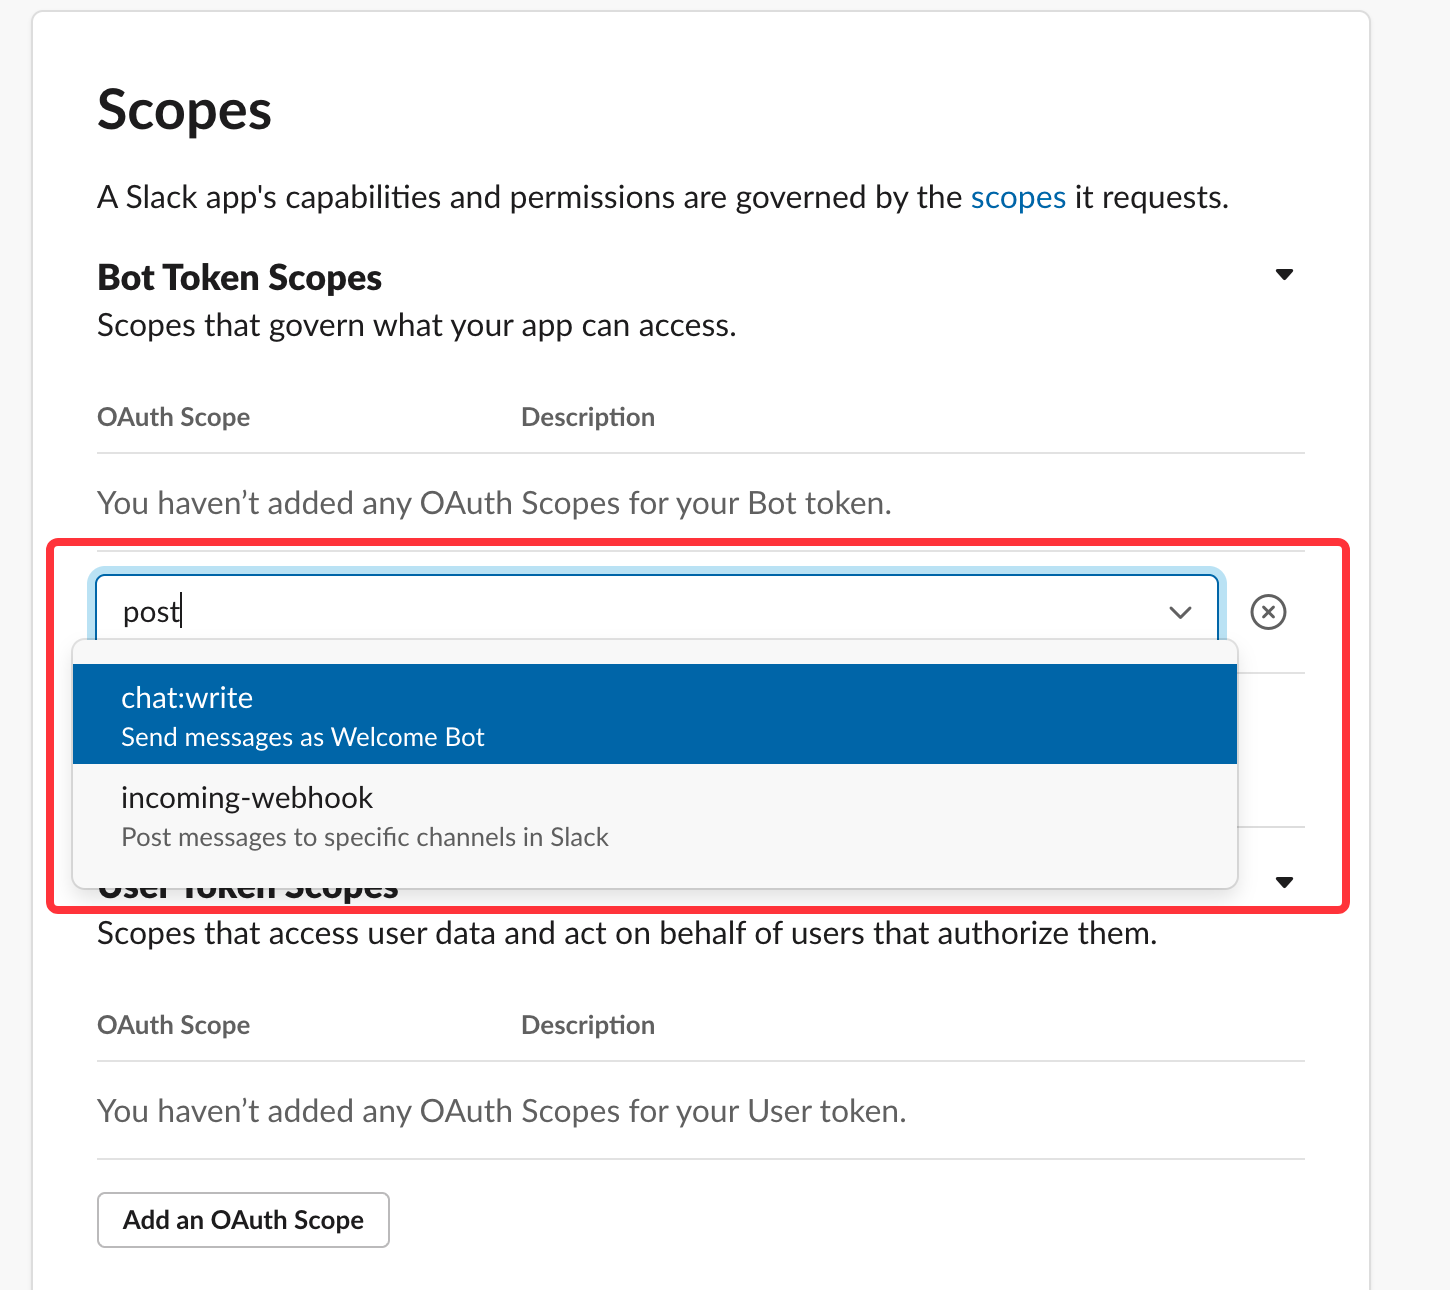 Scopes
A Slack app's capabilities and permissions are governed by the scopes it requests.
Bot Token Scopes
Scopes that govern what your app can access.
OAuth Scope Description
You haven’t added any OAuth Scopes for your Bot token.
post
chat:write
Send messages as Welcome Bot
incoming-webhook
Post messages to specific channels in Slack
User Token Scopes
Scopes that access user data and act on behalf of users that authorize them.
OAuth Scope Description
You haven’t added any OAuth Scopes for your User token.
Add an OAuth Scope